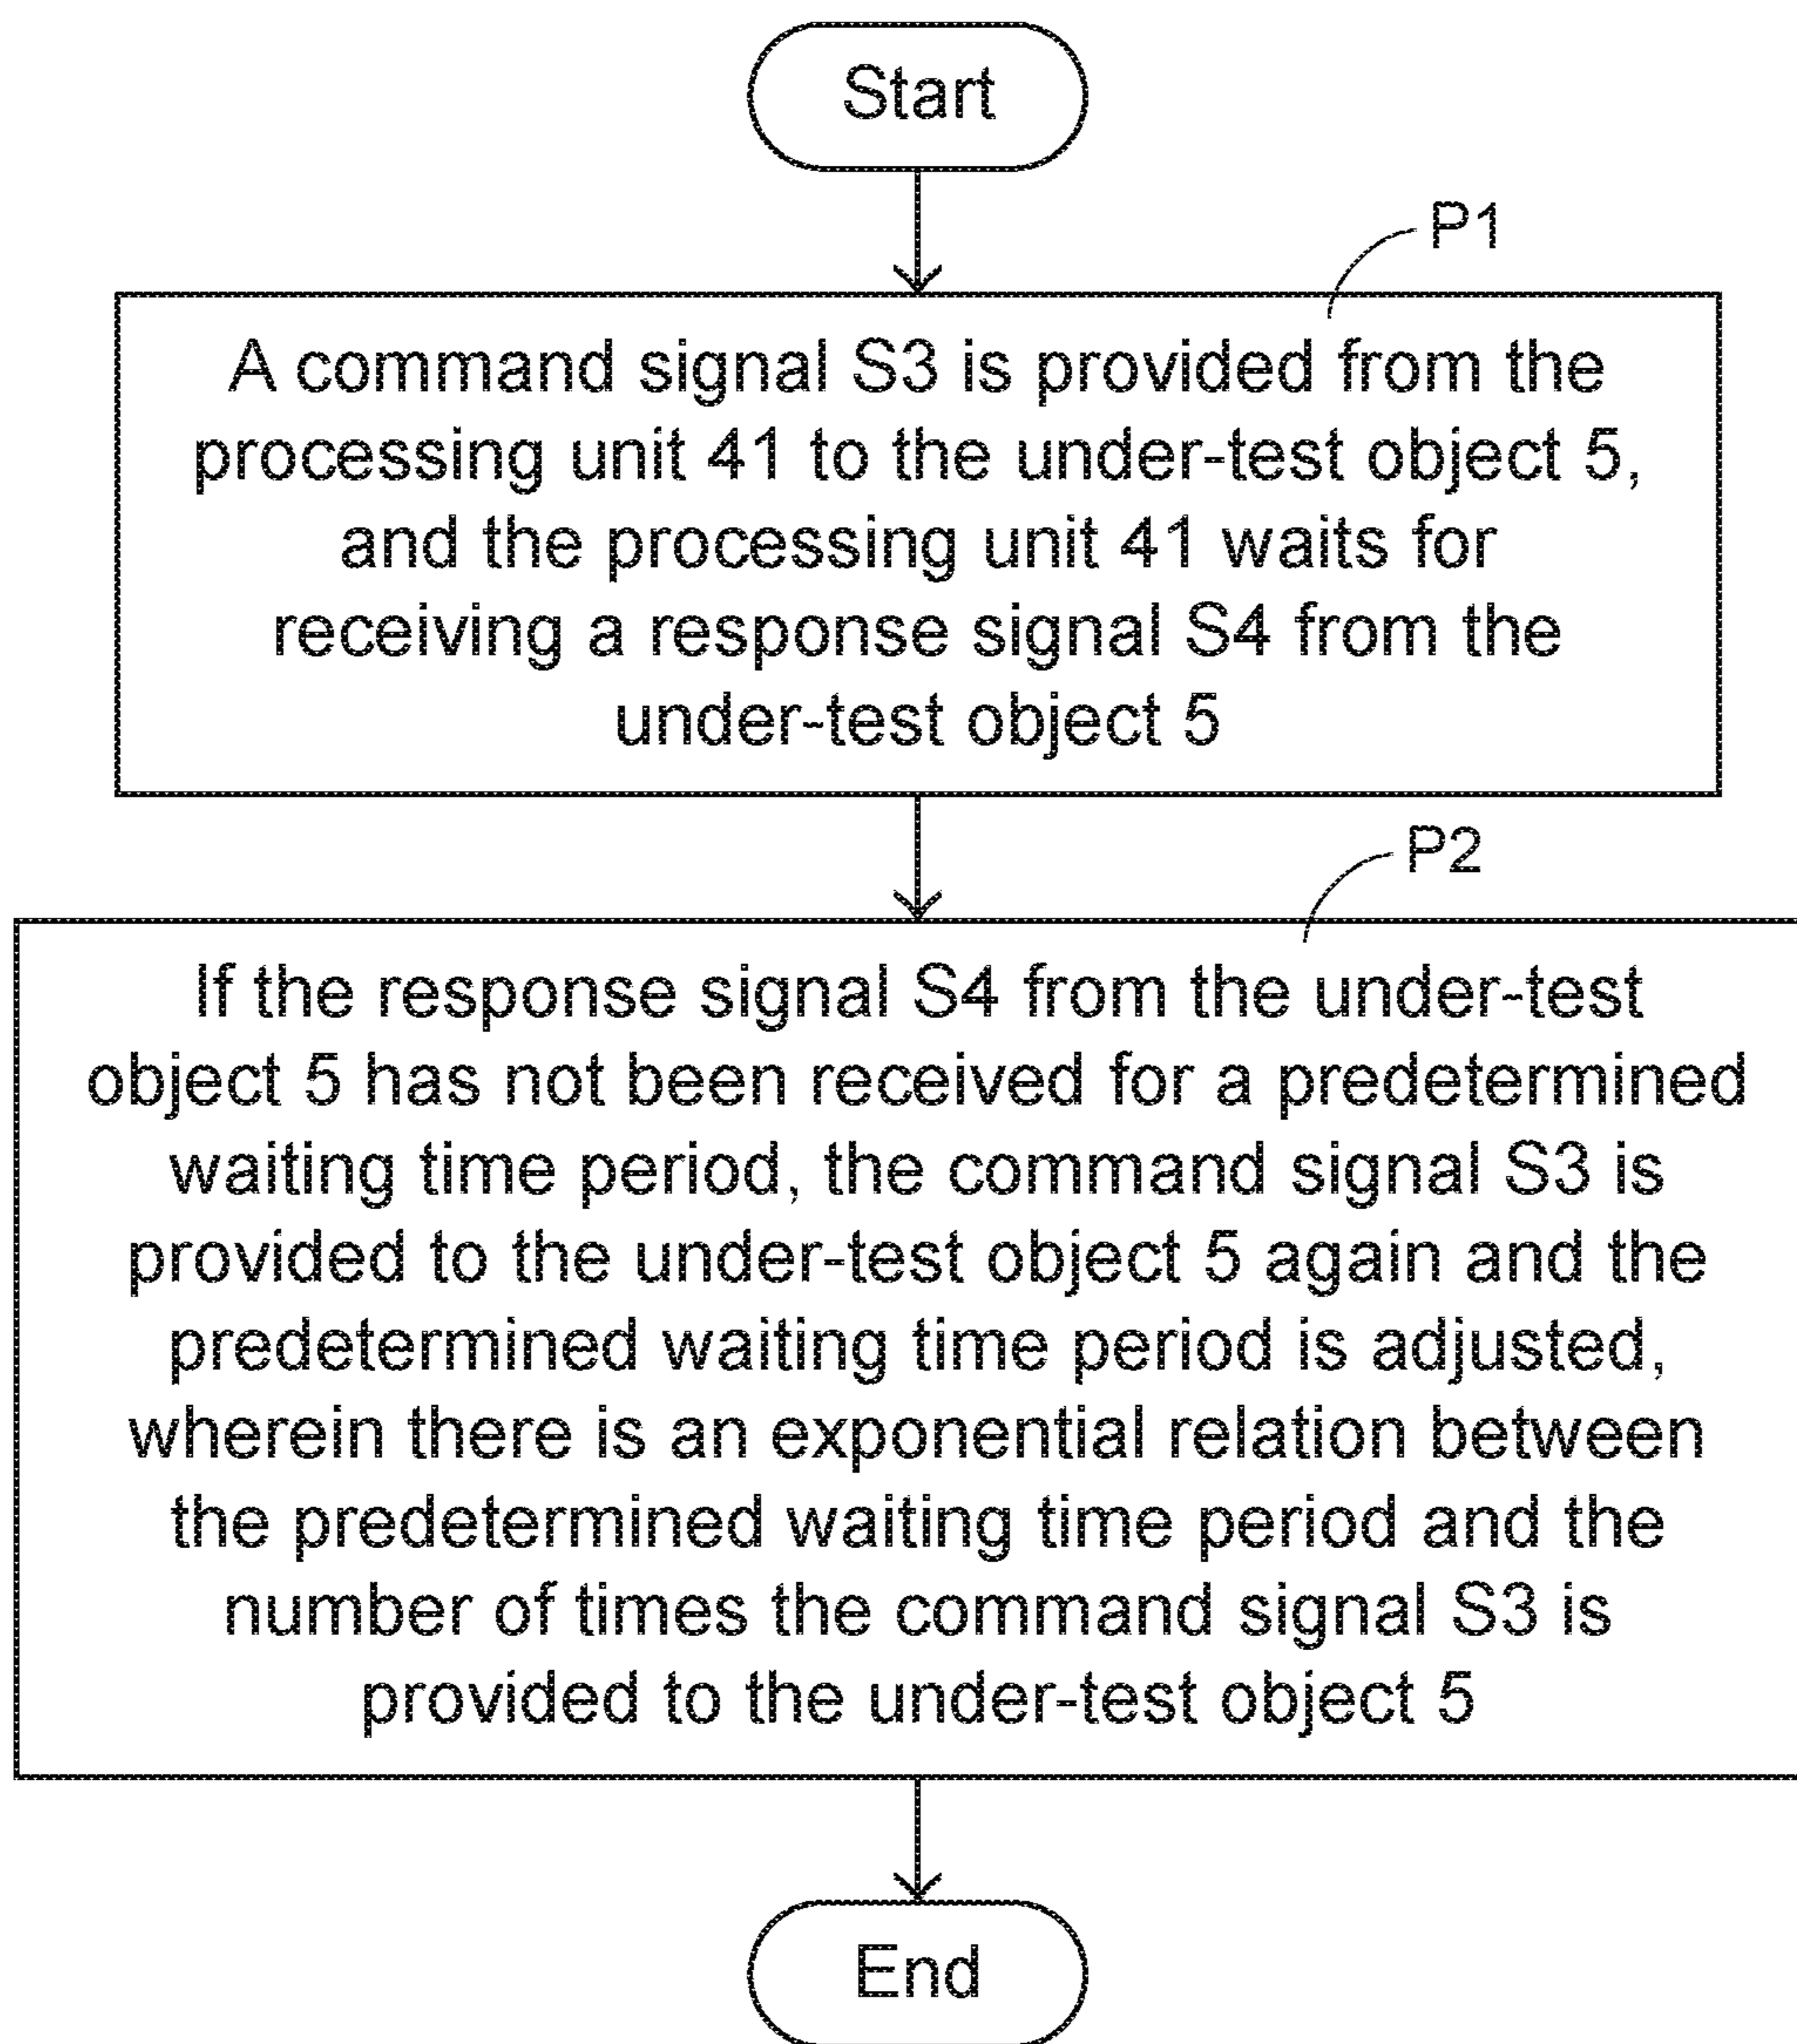 Start
P1
A command signal S3 is provided from the
processing unit 41 to the under-test object 5,
and the processing unit 41 waits for
receiving a response signal S4 from the
under-test object 5
P2
If the response signal S4 from the under-test
object 5 has not been received for a predetermined
waiting time period, the command signal S3 is
provided to the under-test object 5 again and the
predetermined waiting time period is adjusted,
wherein there is an exponential relation between
the predetermined waiting time period and the
number of times the command signal S3 is
provided to the under-test object 5
End